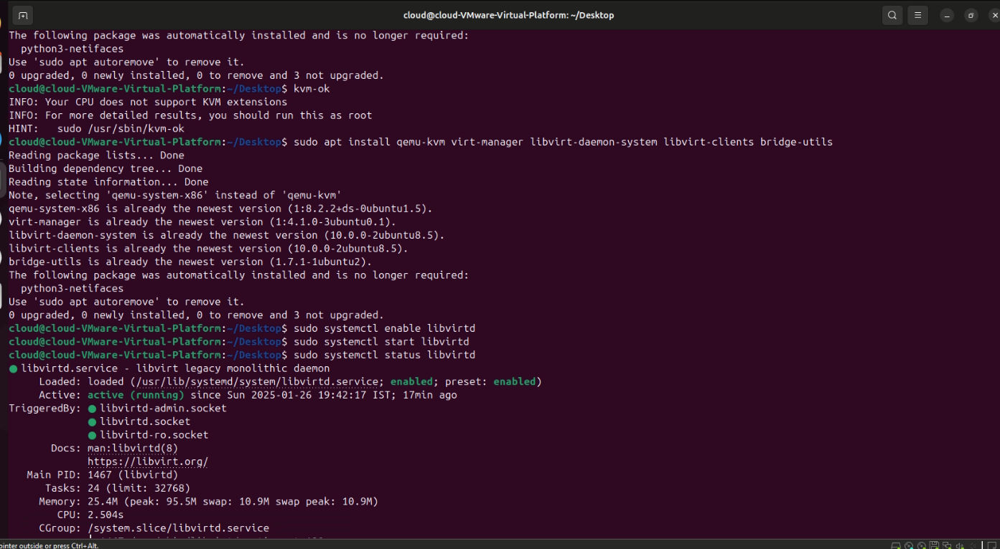 cloud@cloud-VMware-Virtual-Platform: ~/Desktop
The following package was automatically installed and is no longer required:
  python3-netifaces
Use 'sudo apt autoremove' to remove it.
0 upgraded, 0 newly installed, 0 to remove and 3 not upgraded.
cloud@cloud-VMware-Virtual-Platform:~/Desktop$ kvm-ok
INFO: Your CPU does not support KVM extensions
INFO: For more detailed results, you should run this as root
HINT:   sudo /usr/sbin/kvm-ok
cloud@cloud-VMware-Virtual-Platform:~/Desktop$ sudo apt install qemu-kvm virt-manager libvirt-daemon-system libvirt-clients bridge-utils
Reading package lists... Done
Building dependency tree... Done
Reading state information... Done
Note, selecting 'qemu-system-x86' instead of 'qemu-kvm'
qemu-system-x86 is already the newest version (1:8.2.2+ds-0ubuntu1.5).
virt-manager is already the newest version (1:4.1.0-3ubuntu0.1).
libvirt-daemon-system is already the newest version (10.0.0-2ubuntu8.5).
libvirt-clients is already the newest version (10.0.0-2ubuntu8.5).
bridge-utils is already the newest version (1.7.1-1ubuntu2).
The following package was automatically installed and is no longer required:
  python3-netifaces
Use 'sudo apt autoremove' to remove it.
0 upgraded, 0 newly installed, 0 to remove and 3 not upgraded.
cloud@cloud-VMware-Virtual-Platform:~/Desktop$ sudo systemctl enable libvirtd
cloud@cloud-VMware-Virtual-Platform:~/Desktop$ sudo systemctl start libvirtd
cloud@cloud-VMware-Virtual-Platform:~/Desktop$ sudo systemctl status libvirtd
● libvirtd.service - libvirt legacy monolithic daemon
     Loaded: loaded (/usr/lib/systemd/system/libvirtd.service; enabled; preset: enabled)
     Active: active (running) since Sun 2025-01-26 19:42:17 IST; 17min ago
TriggeredBy: ● libvirtd-admin.socket
             ● libvirtd.socket
             ● libvirtd-ro.socket
       Docs: man:libvirtd(8)
             https://libvirt.org/
   Main PID: 1467 (libvirtd)
      Tasks: 24 (limit: 32768)
     Memory: 25.4M (peak: 95.5M swap: 10.9M swap peak: 10.9M)
        CPU: 2.504s
     CGroup: /system.slice/libvirtd.service
ointer outside or press Ctrl+Alt.